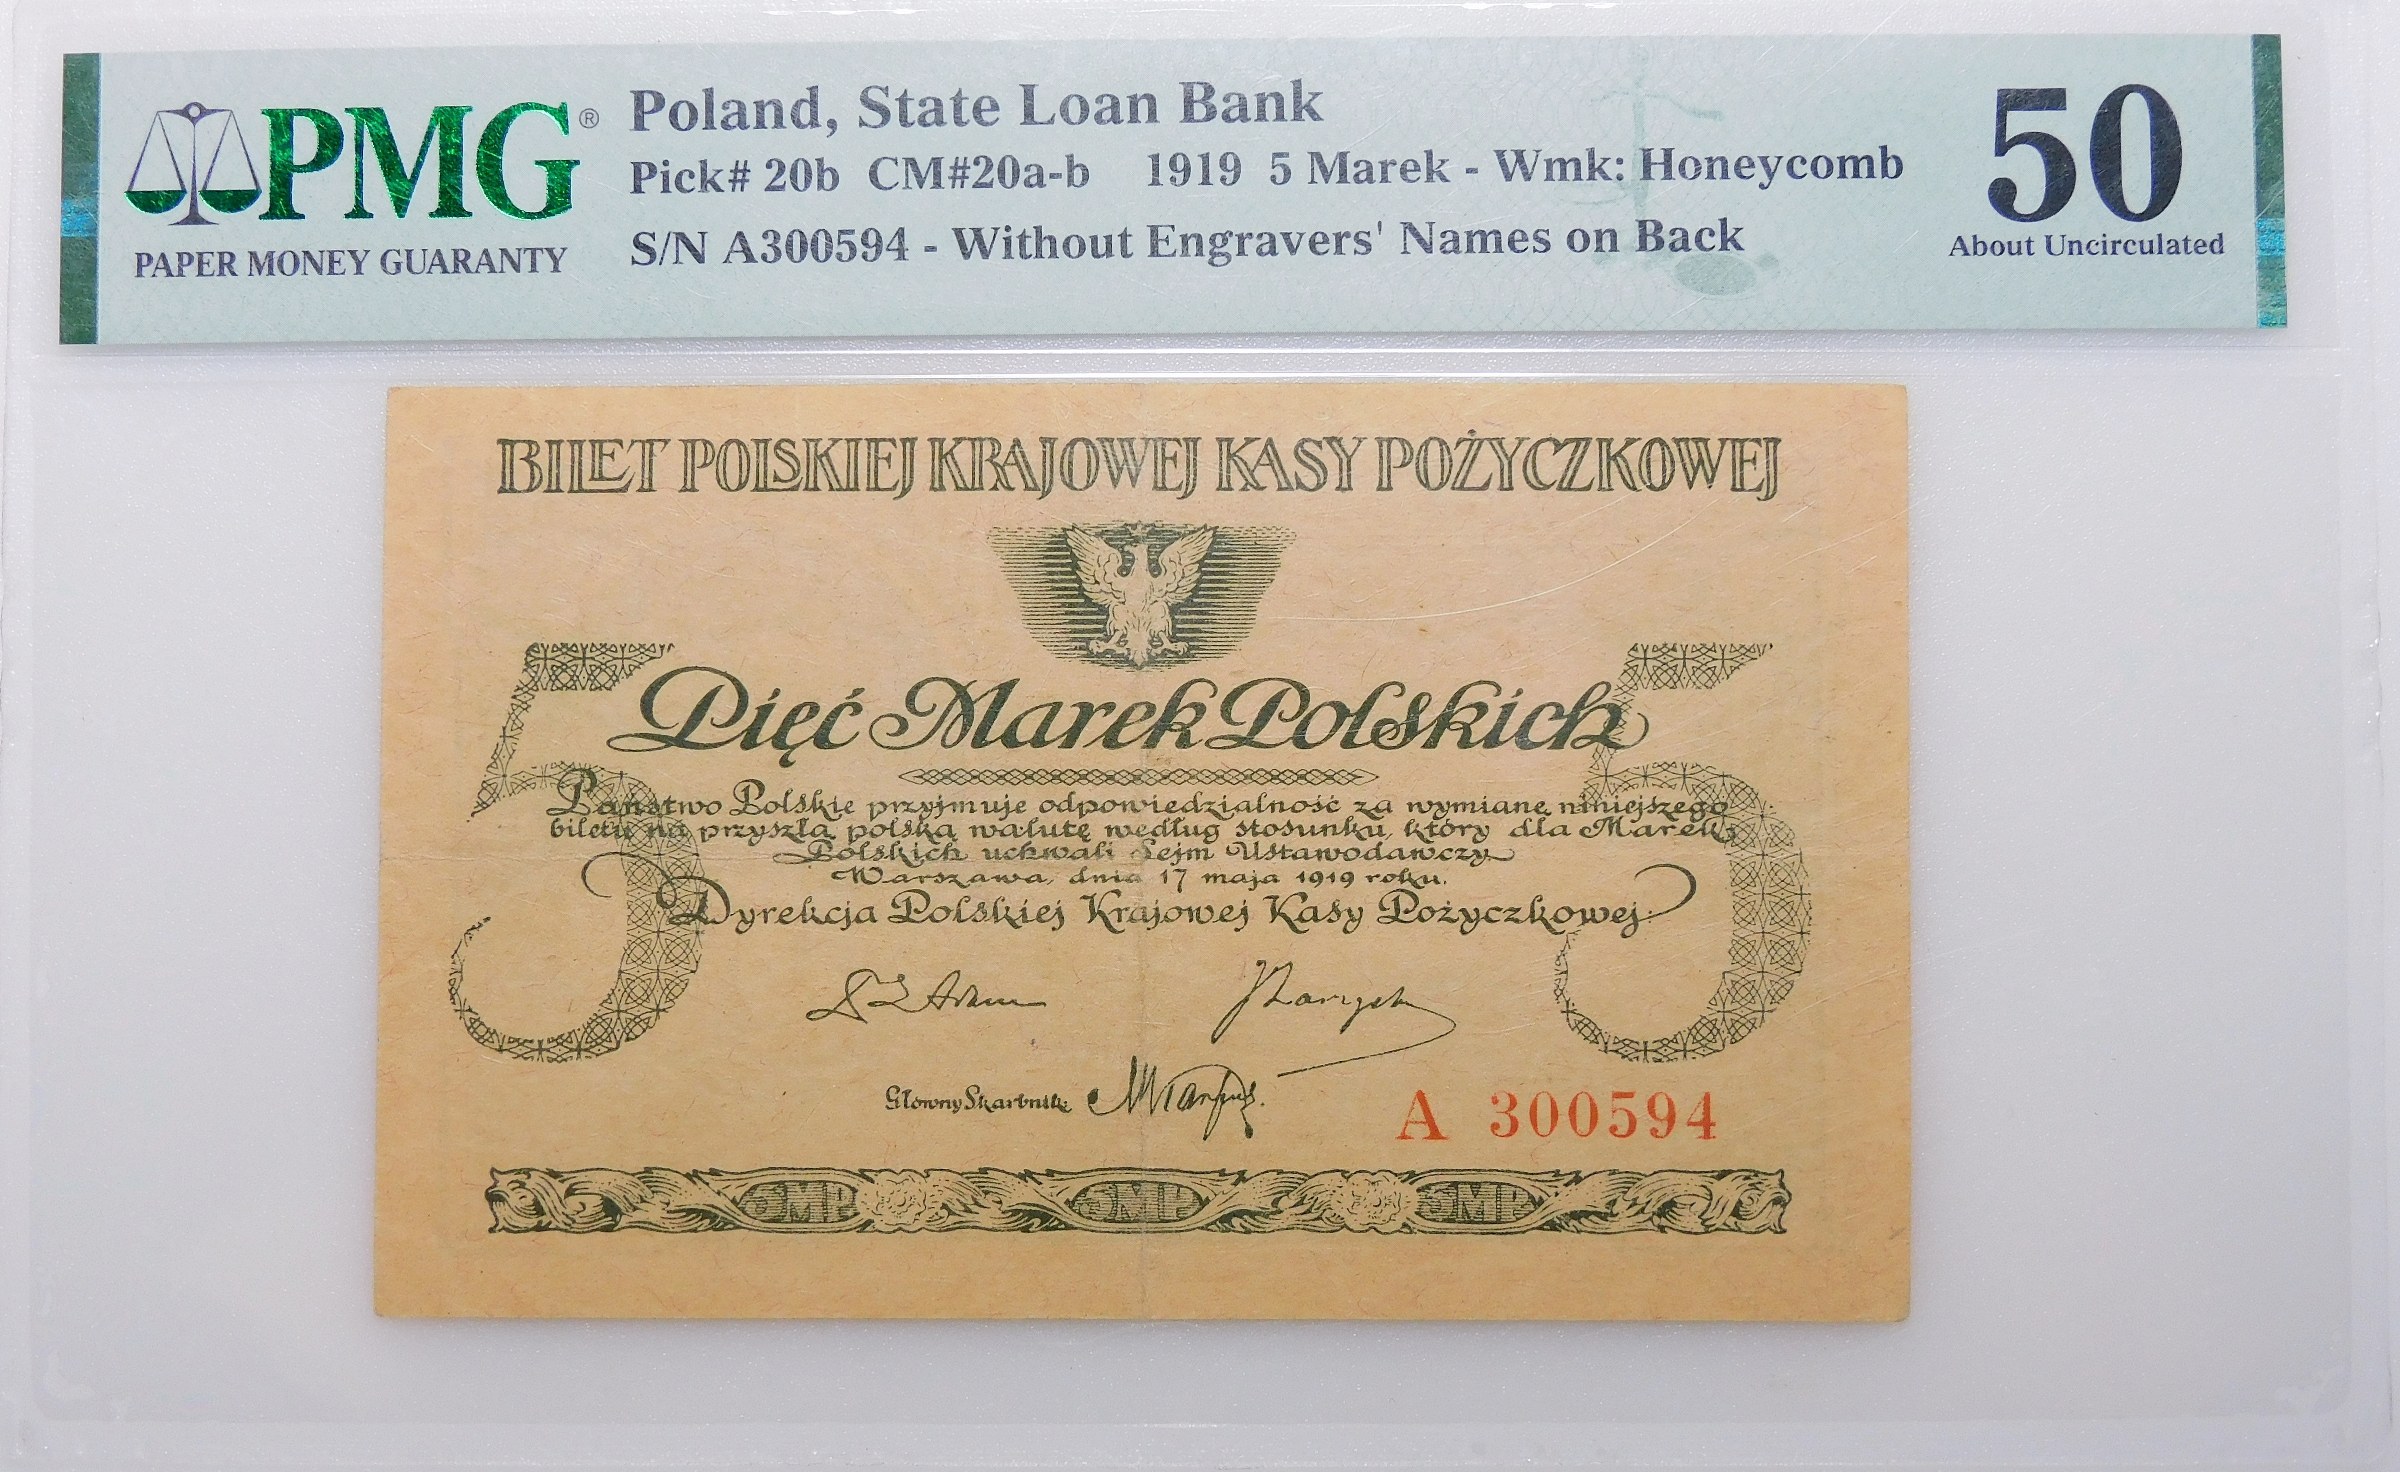 PMG®
PAPER MONEY GUARANTY
Poland, State Loan Bank
Pick# 20b CM#20a-b 1919 5 Marek - Wmk: Honeycomb
S/N A300594 - Without Engravers' Names on Back
50
About Uncirculated
BILET POLSKIEJ KRAJOWEJ KASY POŻYCZKOWEJ
5 5
Pięć Marek Polskich
Państwo Polskie przyjmuje odpowiedzialność za wymianę niniejszego
biletu na przyszłą polską walutę według stosunku, który dla Marek
Polskich uchwali Sejm Ustawodawczy
Warszawa, dnia 17 maja 1919 roku.
Dyrekcja Polskiej Krajowej Kasy Pożyczkowej:
Główny Skarbnik
A 300594
5MP 5MP 5MP